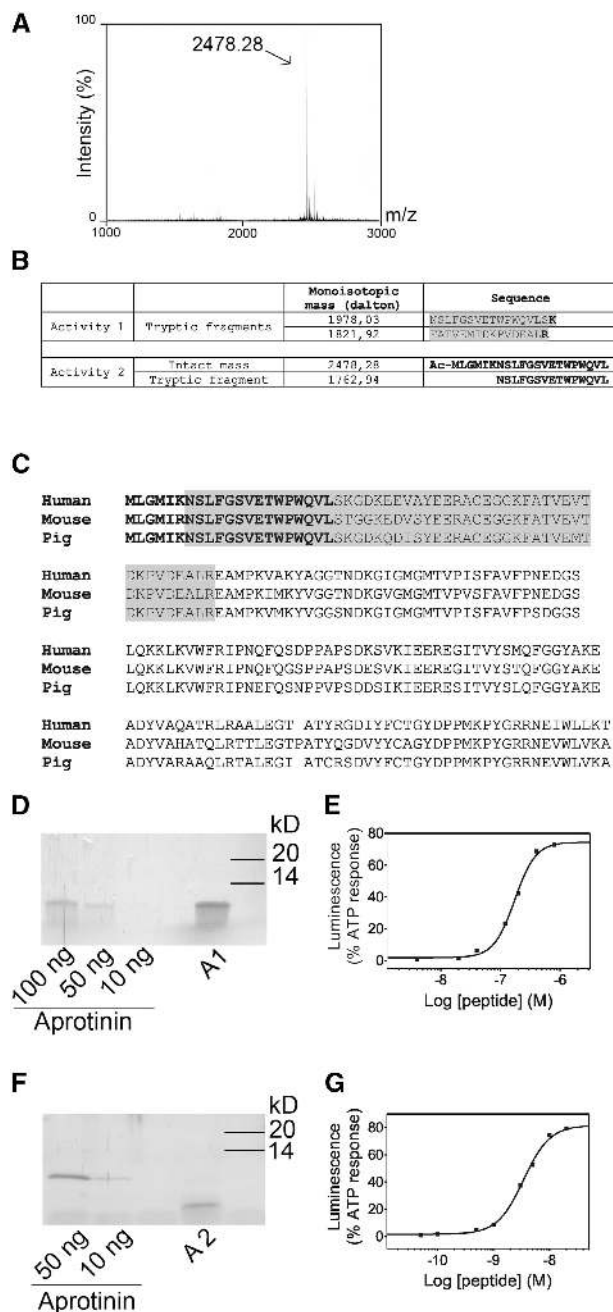 A
100
2478.28
Intensity (%)
0
1000
2000
3000
m/z
B
Monoisotopic mass (dalton)
Sequence
Activity 1
Tryptic fragments
1978,03
NSLFGSVETWPWQVLSK
1821,92
FATVEMTDKPVDEALR
Activity 2
Intact mass
2478,28
Ac-MLGMIKNSLFGSVETWPWQVL
Tryptic fragment
1762,94
NSLFGSVETWPWQVL
C
Human MLGMIKNSLFGSVETWPWQVLSKGDKEEVAYEERACEGGKFATVEVT
Mouse MLGMIRNSLFGSVETWPWQVLSTGGKEDVSYEERACEGGKFATVEVT
Pig MLGMIKNSLFGSVETWPWQVLSKGDKQDISYEERACEGGKFATVEMT
Human DKPVDEALREAMPKVAKYAGGTNDKGIGMGMTVPISFAVFPNEDGS
Mouse DKPVDEALREAMPKIMKYVGGTNDKGVGMGMTVPVSFAVFPNEDGS
Pig DKPVDEALREAMPKVMKYVGGSNDKGIGMGMTVPISFAVFPSDGGS
Human LQKKLKVWFRIPNQFQSDPPAPSDKSVKIEEREGITVYSMQFGGYAKE
Mouse LQKKLKVWFRIPNQFQGSPPAPSDESVKIEEREGITVYSTQFGGYAKE
Pig LQKKLKVWFRIPNEFQSNPPVPSDDSIKIEERESITVYSLQFGGYAKE
Human ADYVAQATRLRAALEGT ATYRGDIYFCTGYDPPMKPYGRRNEIWLLKT
Mouse ADYVAHATQLRTTLEGTPATYQGDVYYCAGYDPPMKPYGRRNEVWLVKA
Pig ADYVARAAQLRTALEGI ATCRSDVYFCTGYDPPMKPYGRRNEVWLVKA
D
kD
20
14
100 ng
50 ng
10 ng
A1
Aprotinin
E
Luminescence
(% ATP response)
80
60
40
20
0
-8
-7
-6
Log [peptide] (M)
F
kD
20
14
50 ng
10 ng
A 2
Aprotinin
G
Luminescence
(% ATP response)
80
60
40
20
0
-10
-9
-8
Log [peptide] (M)